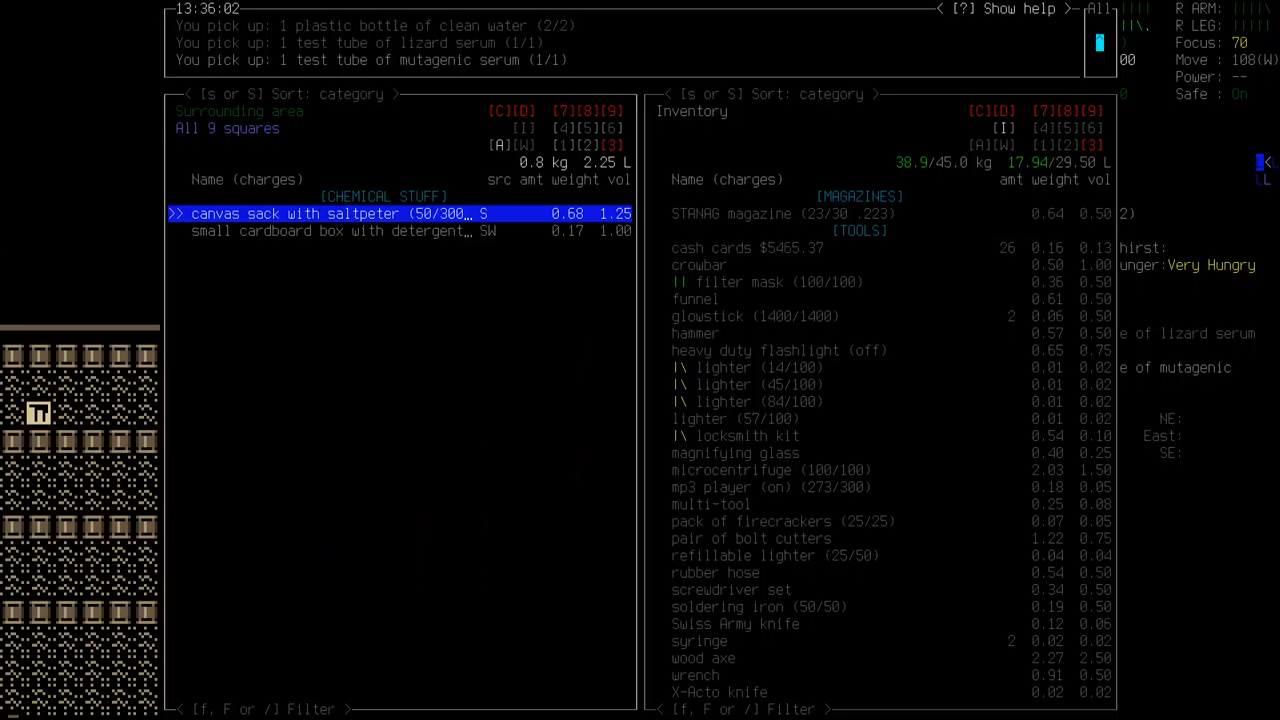 13:36:02 < [?] Show help > All R ARM:
You pick up: 1 plastic bottle of clean water (2/2) R LEG:
You pick up: 1 test tube of lizard serum (1/1) Focus: 70
You pick up: 1 test tube of mutagenic serum (1/1) 00 Move : 108(W)
Power: --
< [s or S] Sort: category > < [s or S] Sort: category > 0 Safe : On
Surrounding area [C][D] [7][8][9] Inventory [C][D] [7][8][9]
All 9 squares [I] [4][5][6] [I] [4][5][6]
[A][W] [1][2][3] [A][W] [1][2][3]
0.8 kg 2.25 L 38.9/45.0 kg 17.94/29.50 L
Name (charges) src amt weight vol Name (charges) amt weight vol
[CHEMICAL STUFF] [MAGAZINES]
>> canvas sack with saltpeter (50/300… S 0.68 1.25 STANAG magazine (23/30 .223) 0.64 0.50 2)
small cardboard box with detergent… SW 0.17 1.00 [TOOLS]
cash cards $5465.37 26 0.16 0.13 hirst:
crowbar 0.50 1.00 unger:Very Hungry
|| filter mask (100/100) 0.36 0.50
funnel 0.61 0.50
glowstick (1400/1400) 2 0.06 0.50
hammer 0.57 0.50 e of lizard serum
heavy duty flashlight (off) 0.65 0.75
|\ lighter (14/100) 0.01 0.02 e of mutagenic
|\ lighter (45/100) 0.01 0.02
|\ lighter (84/100) 0.01 0.02
lighter (57/100) 0.01 0.02 NE:
|\ locksmith kit 0.54 0.10 East:
magnifying glass 0.40 0.25 SE:
microcentrifuge (100/100) 2.03 1.50
mp3 player (on) (273/300) 0.18 0.05
multi-tool 0.25 0.08
pack of firecrackers (25/25) 0.07 0.05
pair of bolt cutters 1.22 0.75
refillable lighter (25/50) 0.04 0.04
rubber hose 0.54 0.50
screwdriver set 0.34 0.50
soldering iron (50/50) 0.19 0.50
Swiss Army knife 0.12 0.06
syringe 2 0.02 0.02
wood axe 2.27 2.50
wrench 0.91 0.50
X-Acto knife 0.02 0.02
< [f, F or /] Filter > < [f, F or /] Filter >